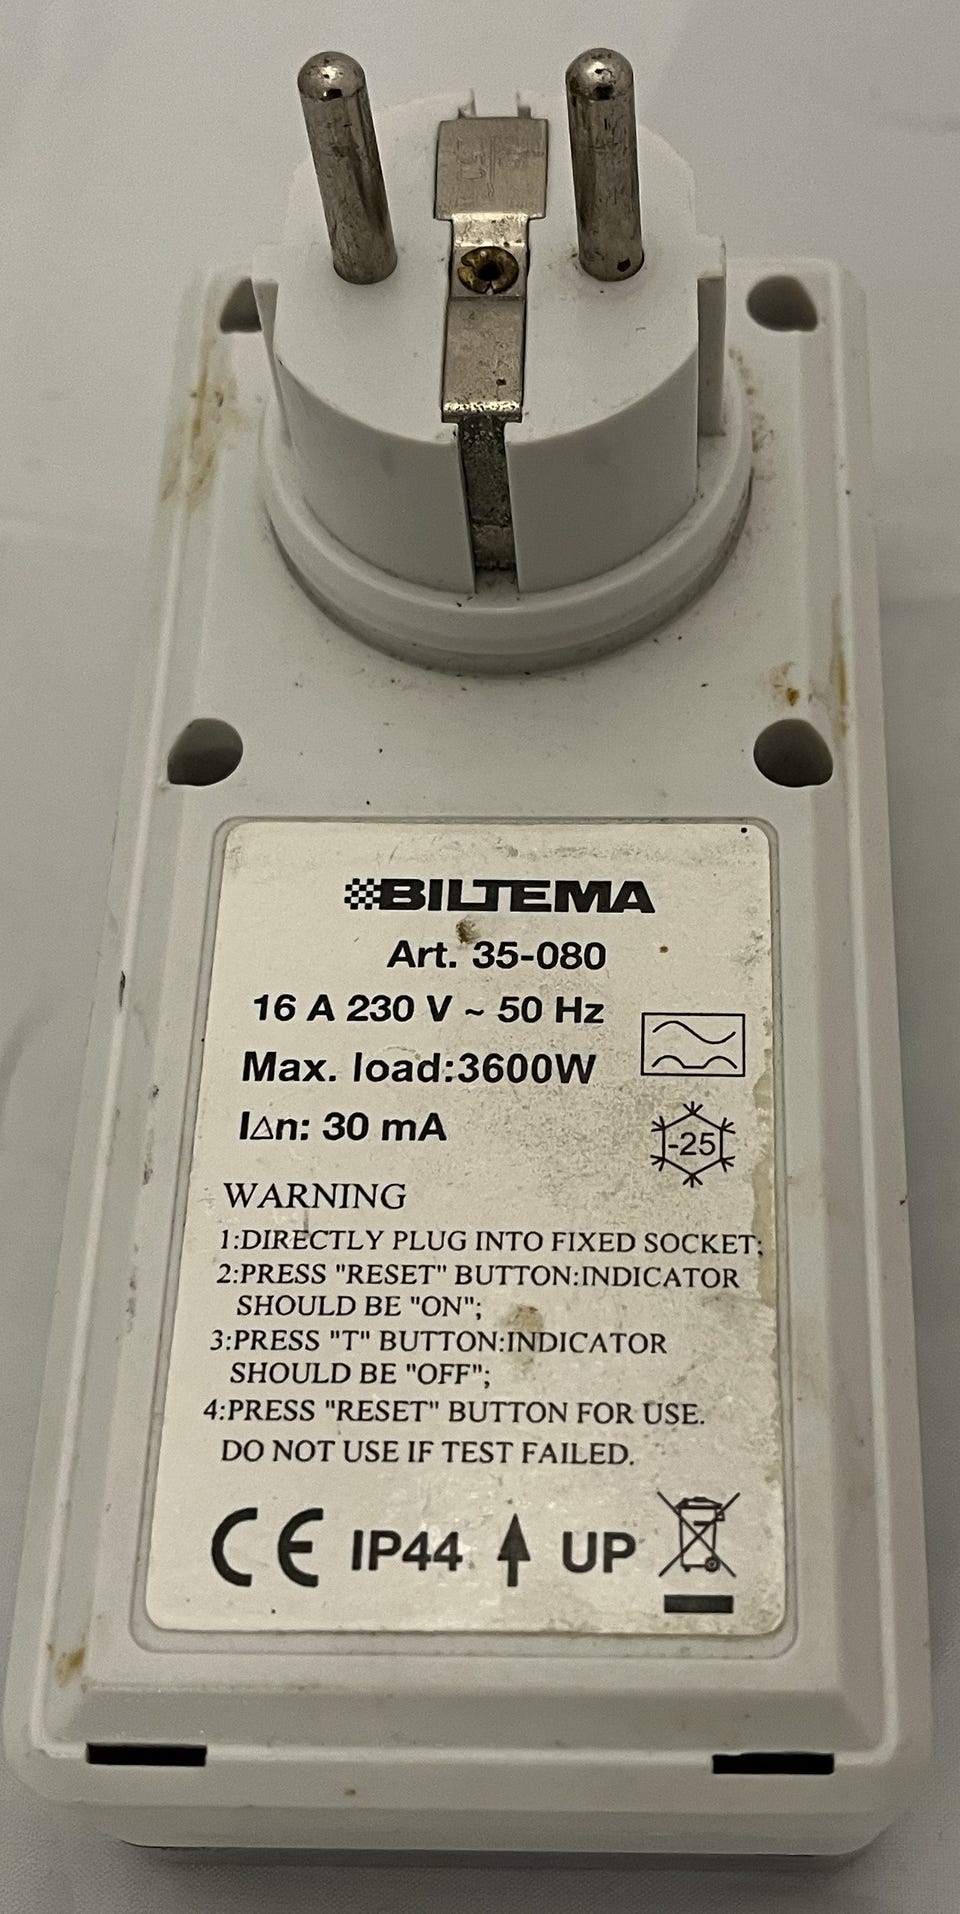 BILTEMA
Art. 35-080
16 A 230 V ~ 50 Hz
Max. load:3600W
I△n: 30 mA
-25
WARNING
1:DIRECTLY PLUG INTO FIXED SOCKET;
2:PRESS "RESET" BUTTON:INDICATOR
SHOULD BE "ON";
3:PRESS "T" BUTTON:INDICATOR
SHOULD BE "OFF";
4:PRESS "RESET" BUTTON FOR USE.
DO NOT USE IF TEST FAILED.
CE IP44 ↑ UP